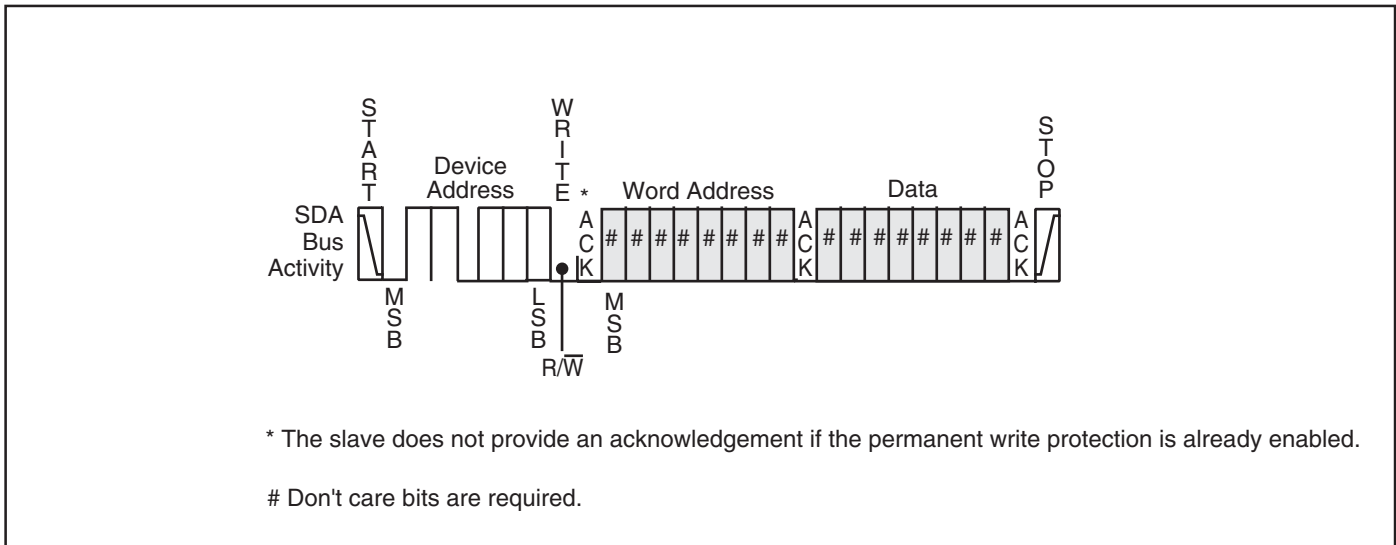 START
WRITE
STOP
Device
Address
*
Word Address
Data
SDA
Bus
Activity
ACK
# # # # # # # #
ACK
# # # # # # # #
ACK
MSB
LSB
MSB
R/W̅
* The slave does not provide an acknowledgement if the permanent write protection is already enabled.
# Don't care bits are required.